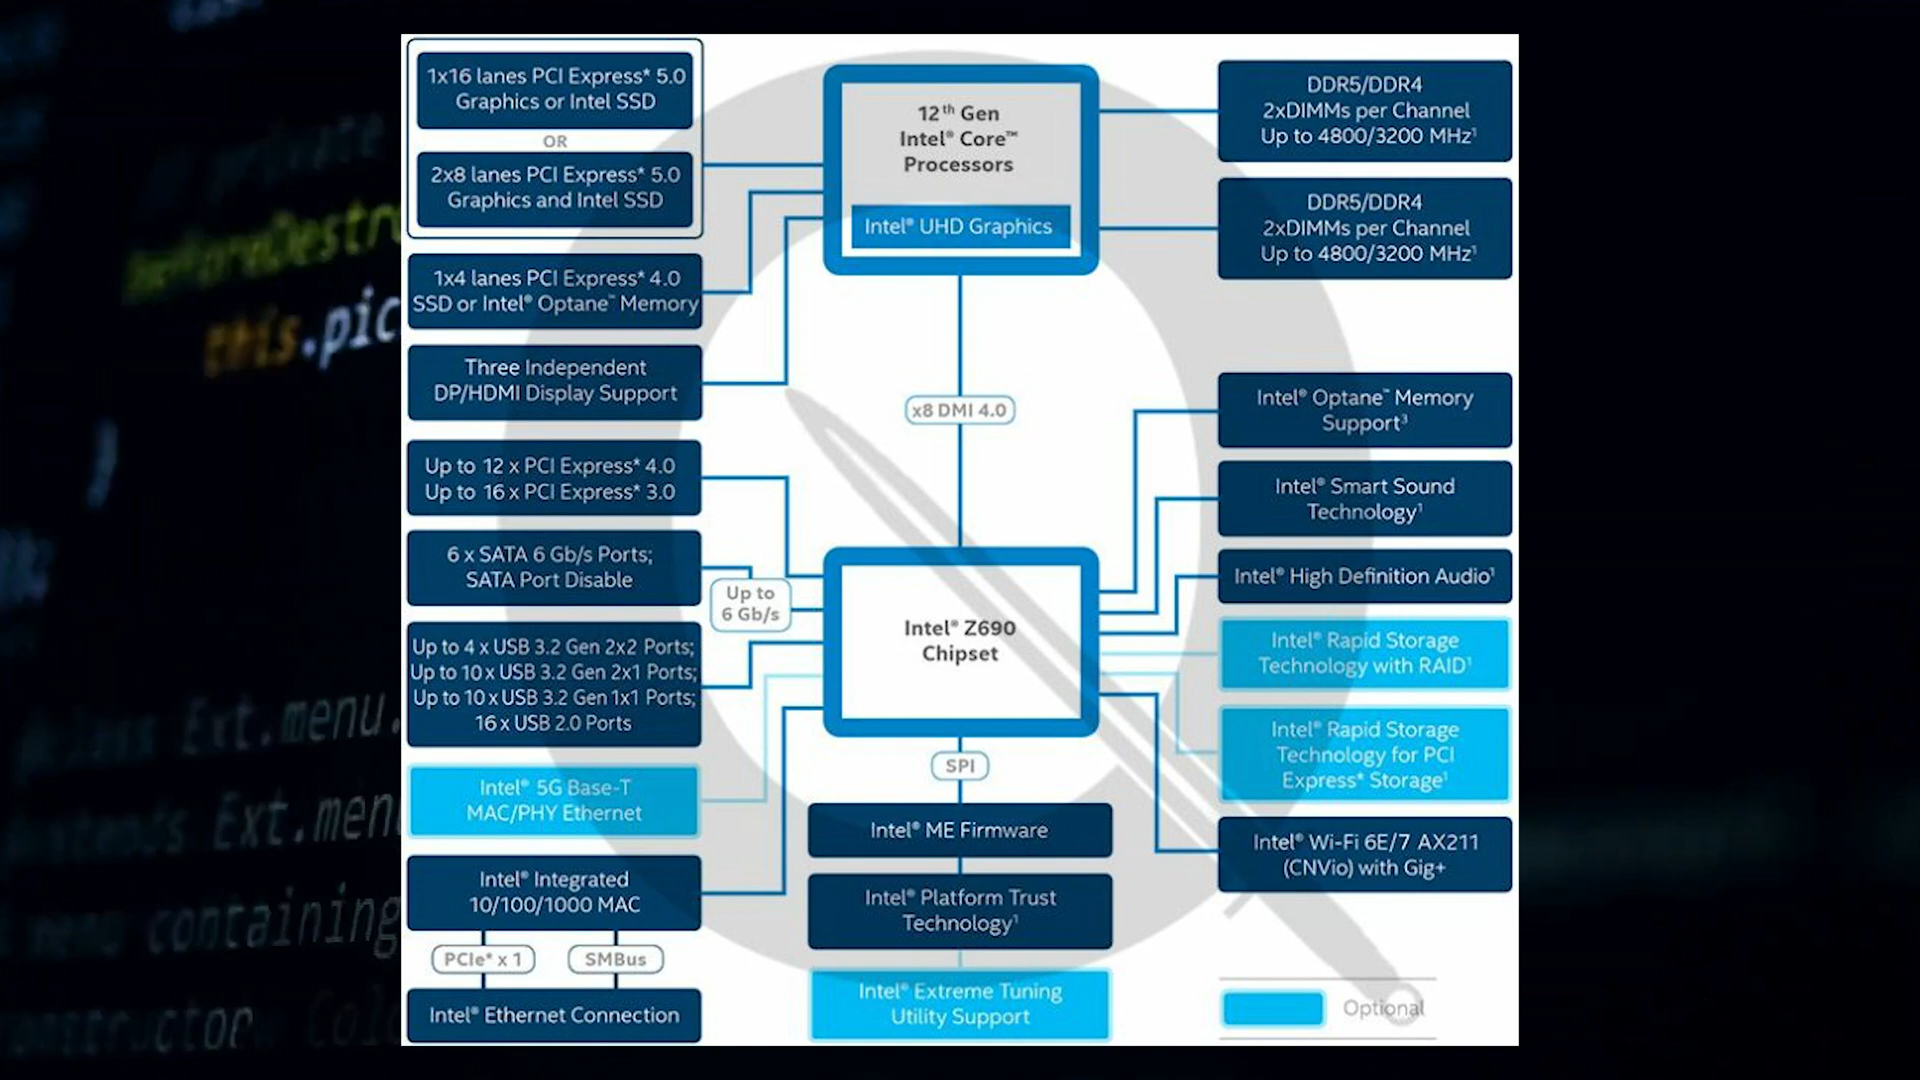 1x16 lanes PCI Express* 5.0
Graphics or Intel SSD
OR
2x8 lanes PCI Express* 5.0
Graphics and Intel SSD
1x4 lanes PCI Express* 4.0
SSD or Intel® Optane™ Memory
Three Independent
DP/HDMI Display Support
Up to 12 x PCI Express* 4.0
Up to 16 x PCI Express* 3.0
6 x SATA 6 Gb/s Ports;
SATA Port Disable
Up to
6 Gb/s
Up to 4 x USB 3.2 Gen 2x2 Ports;
Up to 10 x USB 3.2 Gen 2x1 Ports;
Up to 10 x USB 3.2 Gen 1x1 Ports;
16 x USB 2.0 Ports
Intel® 5G Base-T
MAC/PHY Ethernet
Intel® Integrated
10/100/1000 MAC
PCIe* x 1
SMBus
Intel® Ethernet Connection
12th Gen
Intel® Core™
Processors
Intel® UHD Graphics
x8 DMI 4.0
Intel® Z690
Chipset
SPI
Intel® ME Firmware
Intel® Platform Trust
Technology¹
Intel® Extreme Tuning
Utility Support
DDR5/DDR4
2xDIMMs per Channel
Up to 4800/3200 MHz¹
DDR5/DDR4
2xDIMMs per Channel
Up to 4800/3200 MHz¹
Intel® Optane™ Memory
Support³
Intel® Smart Sound
Technology¹
Intel® High Definition Audio¹
Intel® Rapid Storage
Technology with RAID¹
Intel® Rapid Storage
Technology for PCI
Express* Storage¹
Intel® Wi-Fi 6E/7 AX211
(CNVio) with Gig+
Optional
private
this.pic
}
Ext.menu.
Ext.men
containing